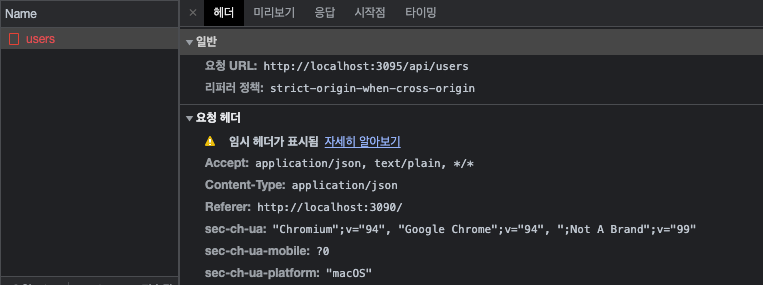 Name
× 헤더 미리보기 응답 시작점 타이밍
users
▼ 일반
요청 URL: http://localhost:3095/api/users
리퍼러 정책: strict-origin-when-cross-origin
▼ 요청 헤더
임시 헤더가 표시됨 자세히 알아보기
Accept: application/json, text/plain, */*
Content-Type: application/json
Referer: http://localhost:3090/
sec-ch-ua: "Chromium";v="94", "Google Chrome";v="94", ";Not A Brand";v="99"
sec-ch-ua-mobile: ?0
sec-ch-ua-platform: "macOS"